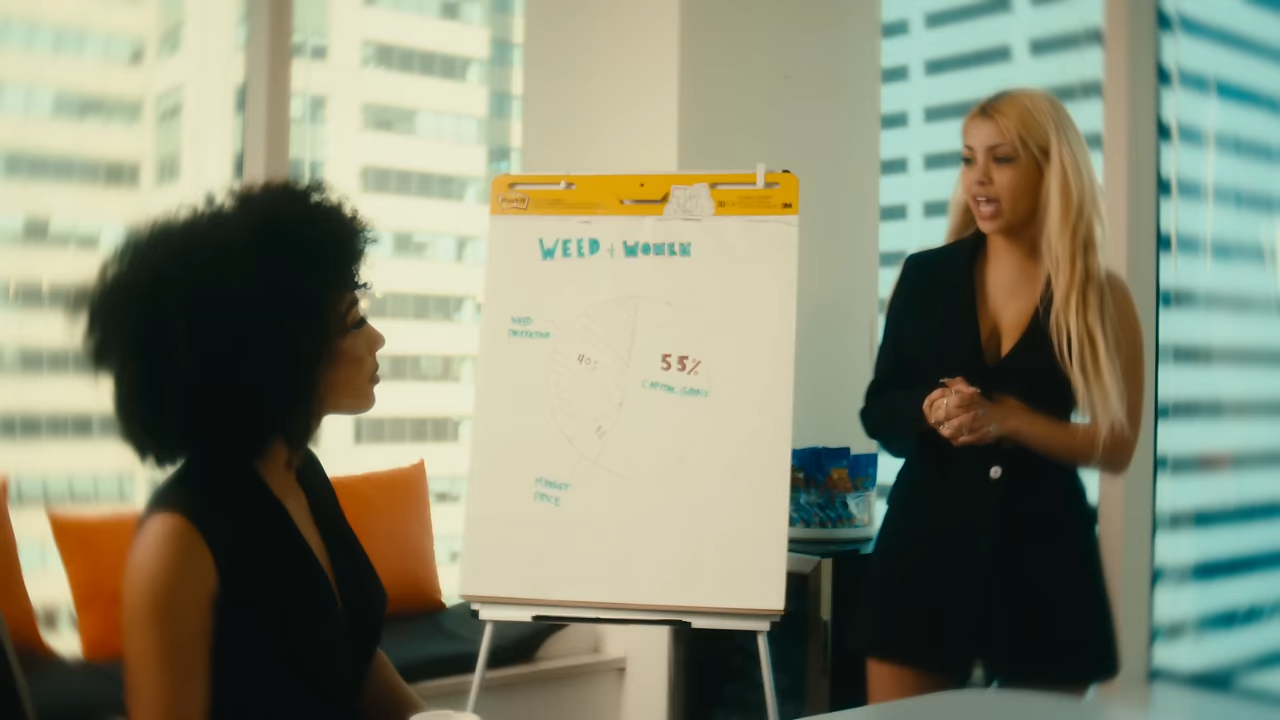 Post-it
3M
WEED + WOMEN
WEED
PRODUCTION
40%
55%
CAPITAL GAINS
MARKET
PRICE